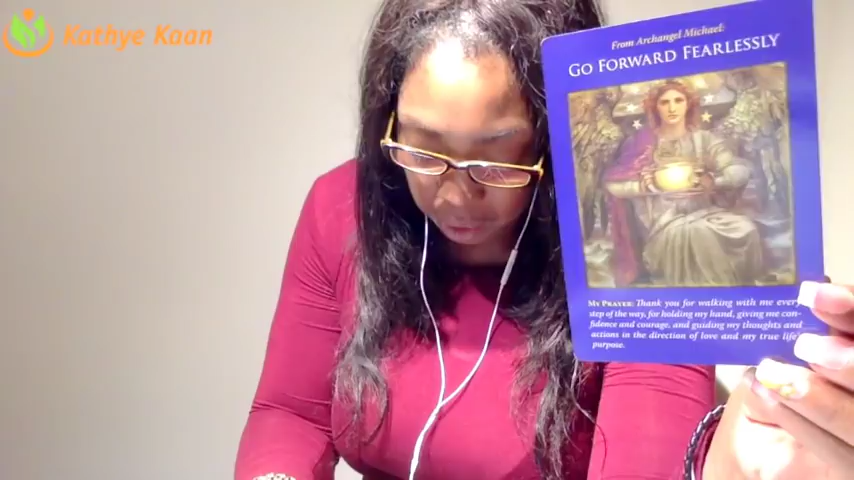 Kathye Kaan
From Archangel Michael:
GO FORWARD FEARLESSLY
MY PRAYER: Thank you for walking with me every
step of the way, for holding my hand, giving me con-
fidence and courage, and guiding my thoughts and
actions in the direction of love and my true life's
purpose.